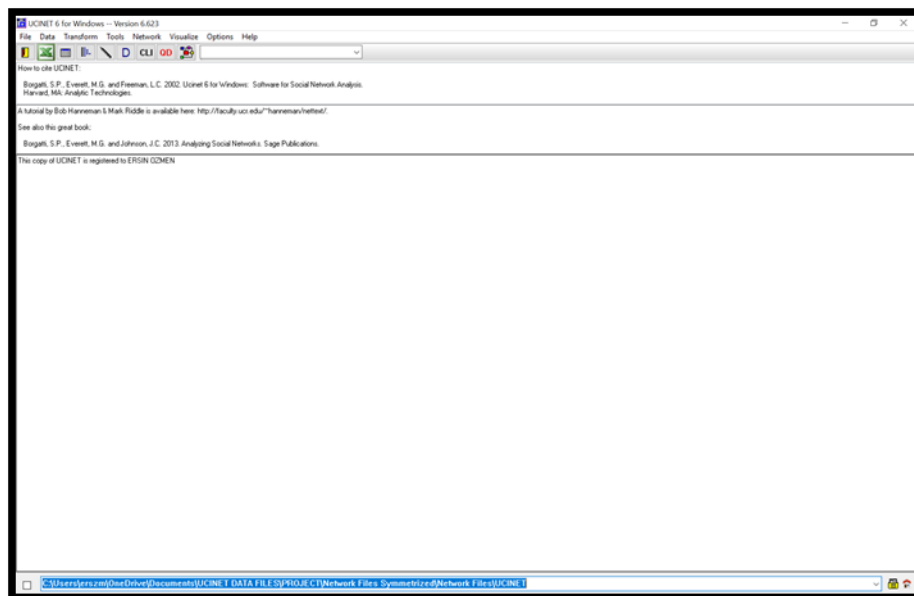 UCINET 6 for Windows -- Version 6.623
File Data Transform Tools Network Visualize Options Help
D CLI QD
How to cite UCINET:
Borgatti, S.P., Everett, M.G. and Freeman, L.C. 2002. Ucinet 6 for Windows: Software for Social Network Analysis.
Harvard, MA: Analytic Technologies.
A tutorial by Bob Hanneman & Mark Riddle is available here: http://faculty.ucr.edu/~hanneman/nettext/.
See also this great book:
Borgatti, S.P., Everett, M.G. and Johnson, J.C. 2013. Analyzing Social Networks. Sage Publications.
This copy of UCINET is registered to ERSIN OZMEN
C:\Users\erszm\OneDrive\Documents\UCINET DATA FILES\PROJECT\Network Files Symmetrized\Network Files\UCINET